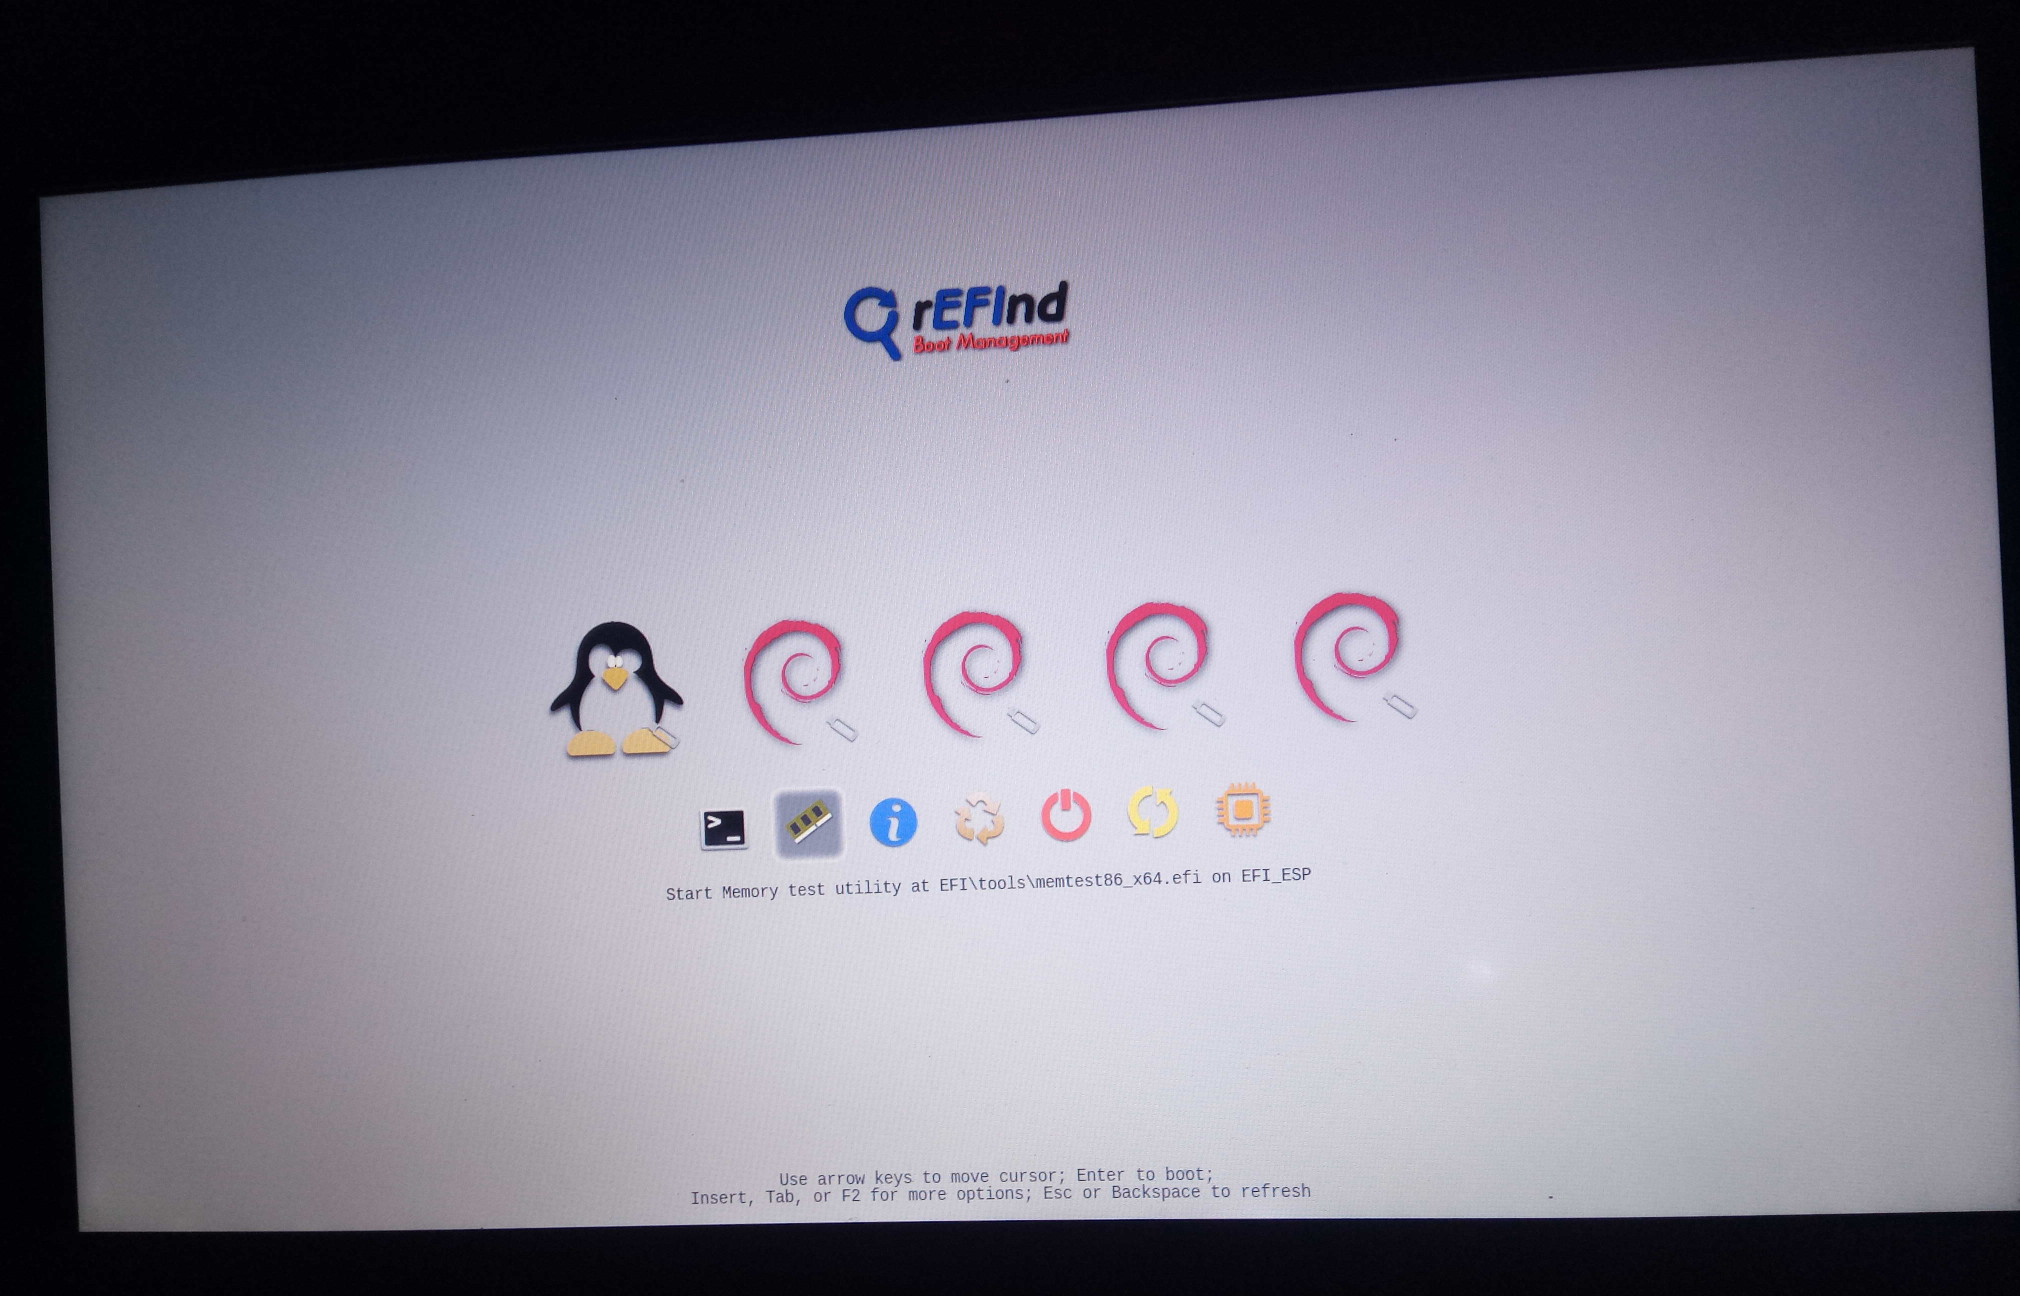 rEFInd
Boot Management
>_
i
Start Memory test utility at EFI\tools\memtest86_x64.efi on EFI_ESP
Use arrow keys to move cursor; Enter to boot;
Insert, Tab, or F2 for more options; Esc or Backspace to refresh